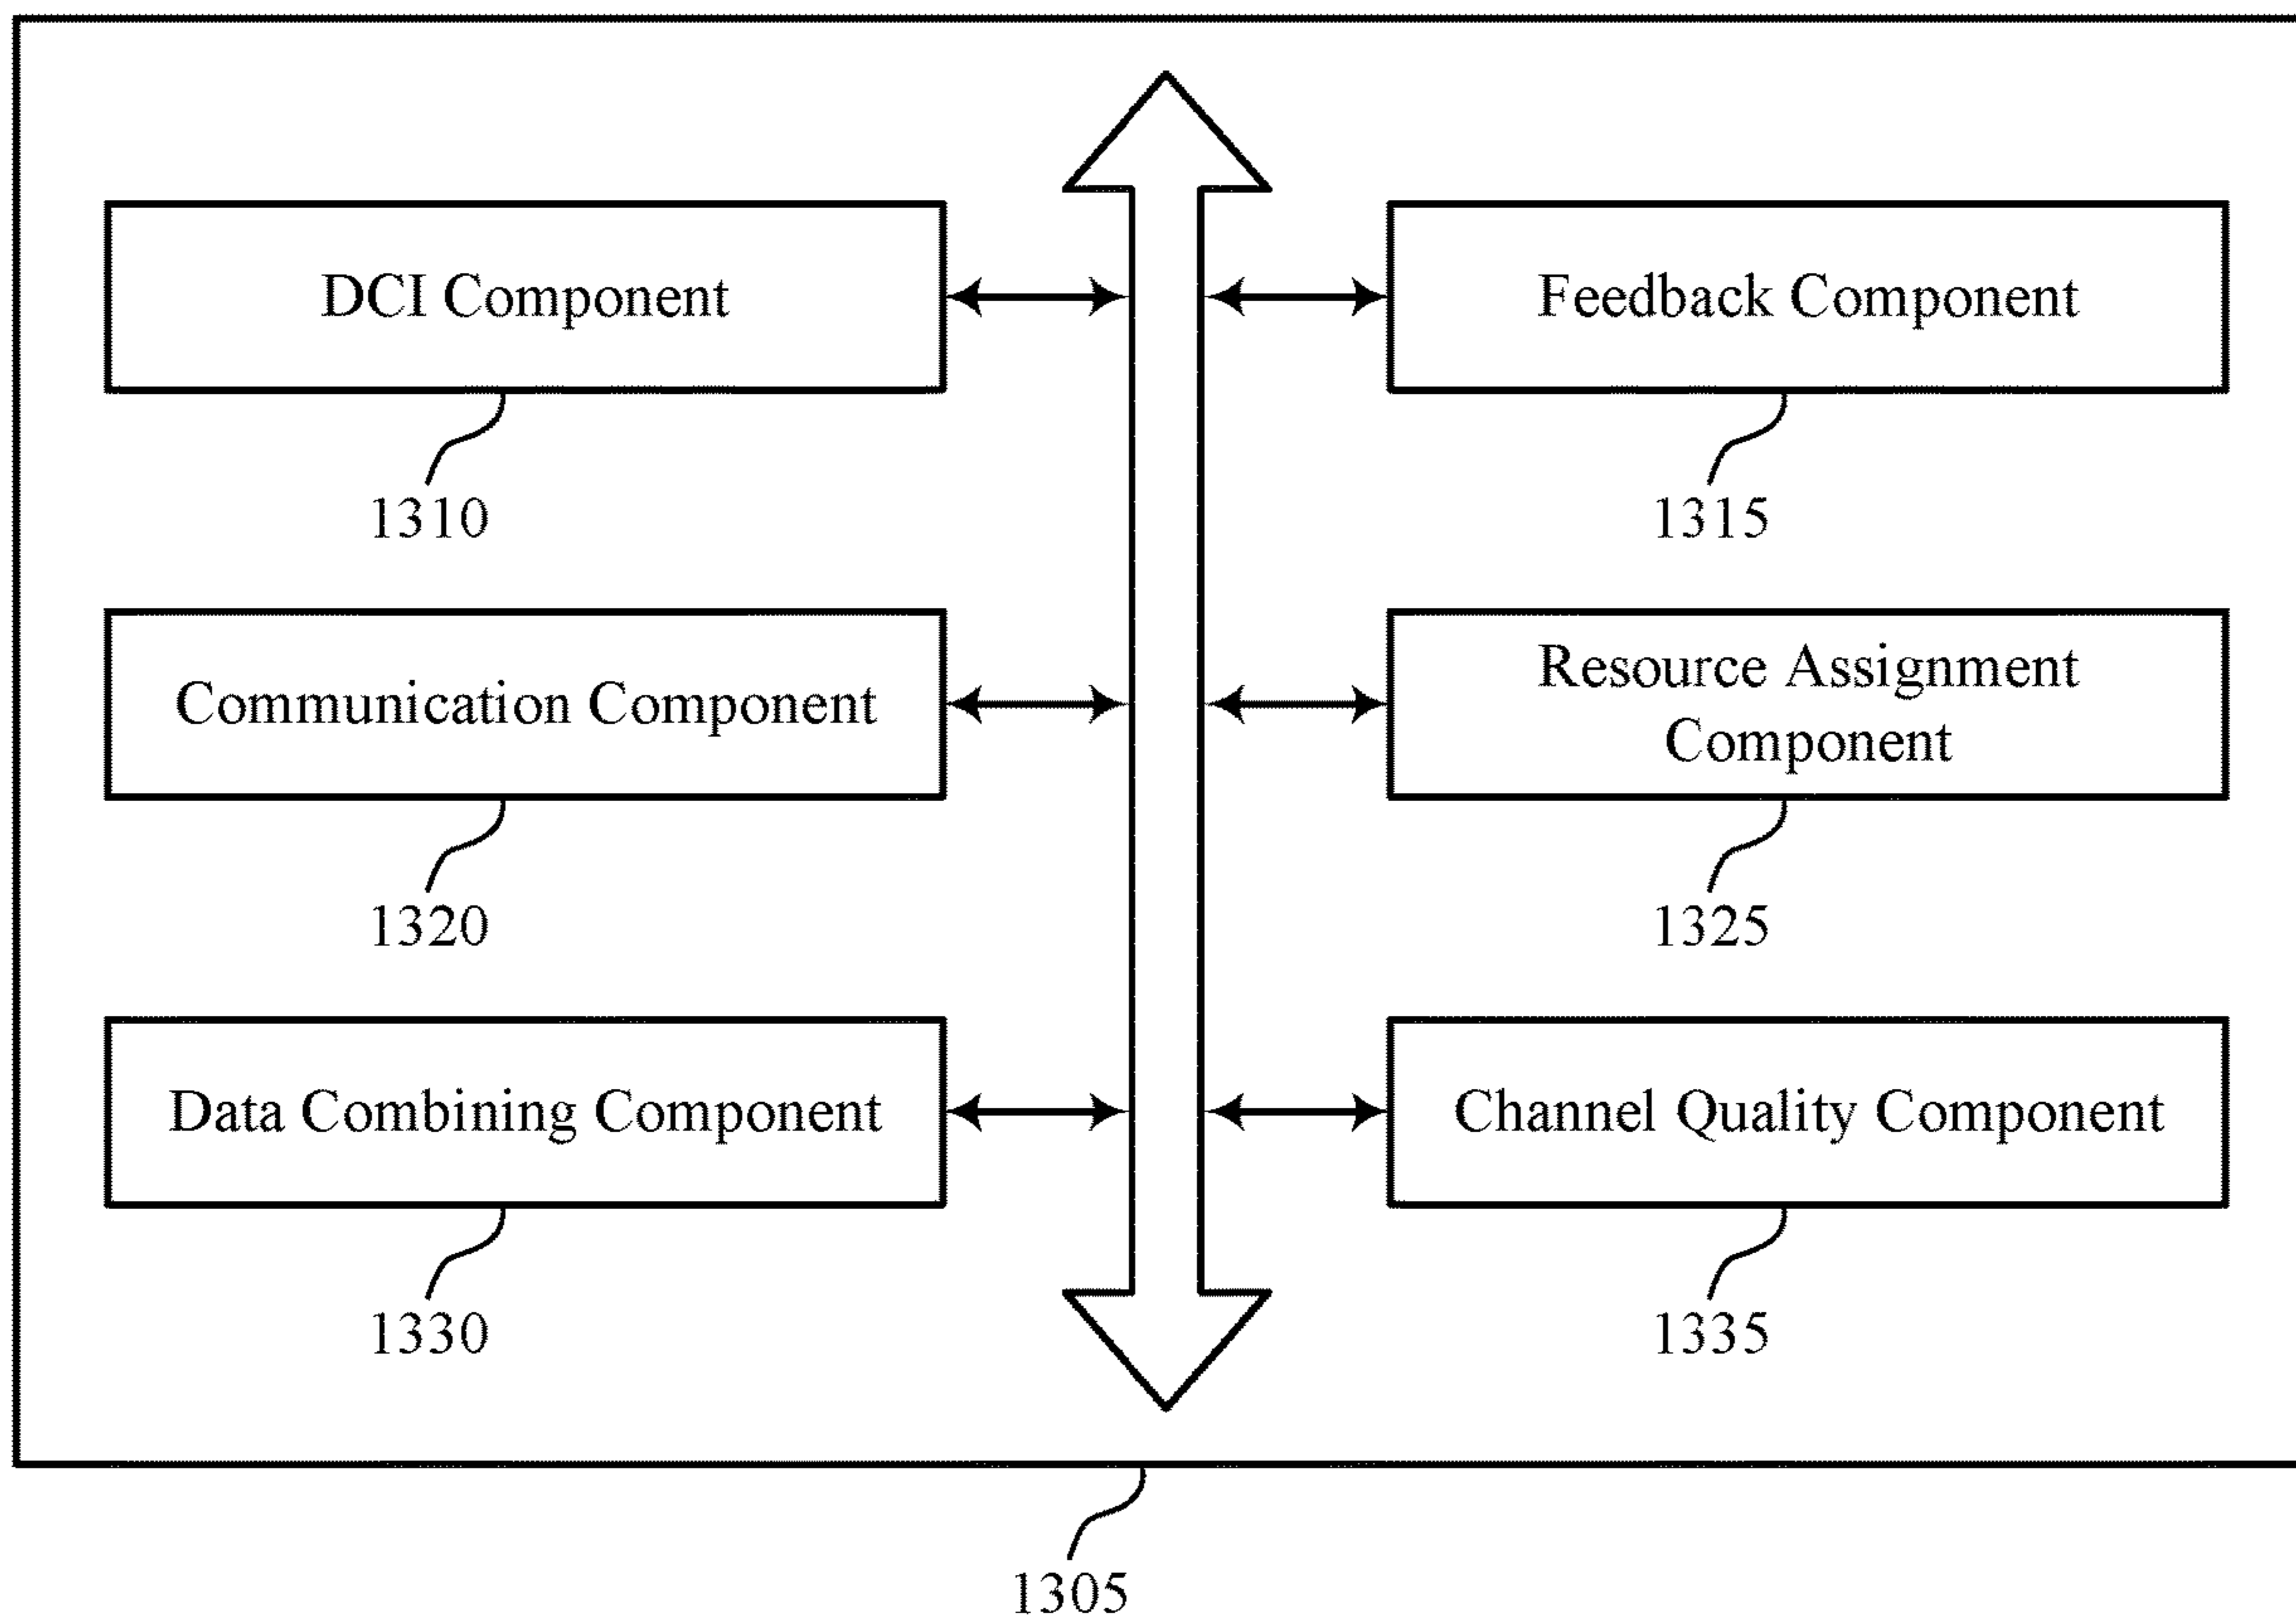 DCI Component
Feedback Component
1310
1315
Communication Component
Resource Assignment
Component
1320
1325
Data Combining Component
Channel Quality Component
1330
1335
1305